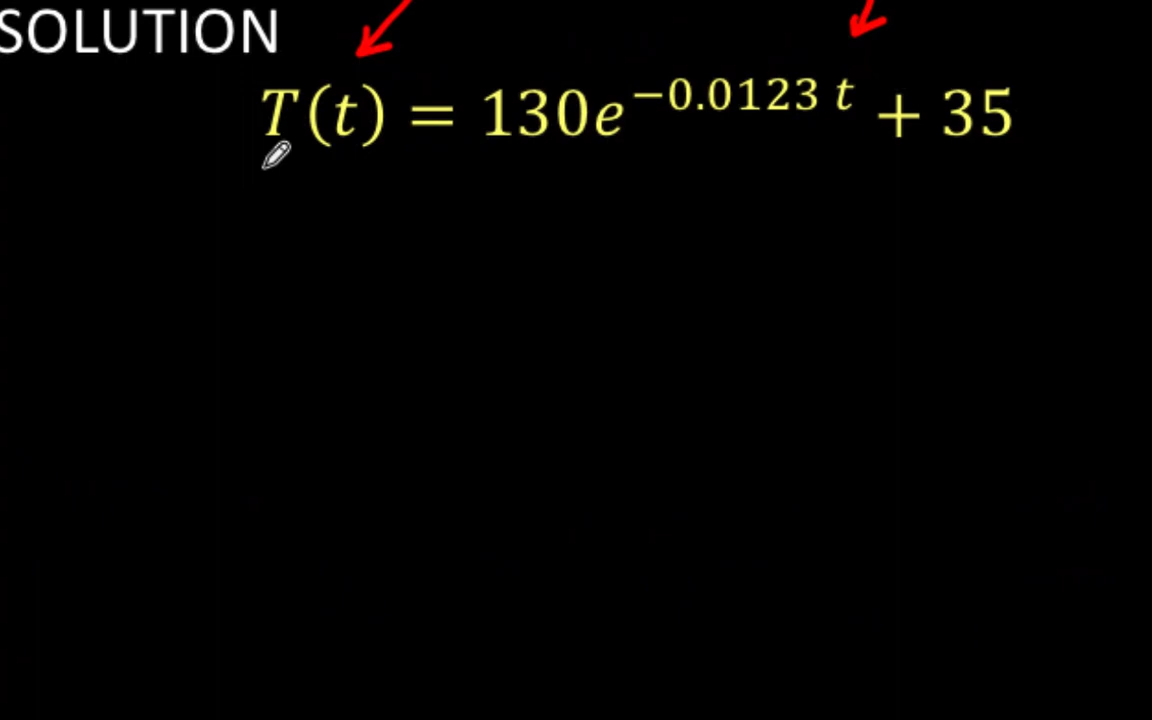 SOLUTION
T(t) = 130e^{−0.0123 t} + 35